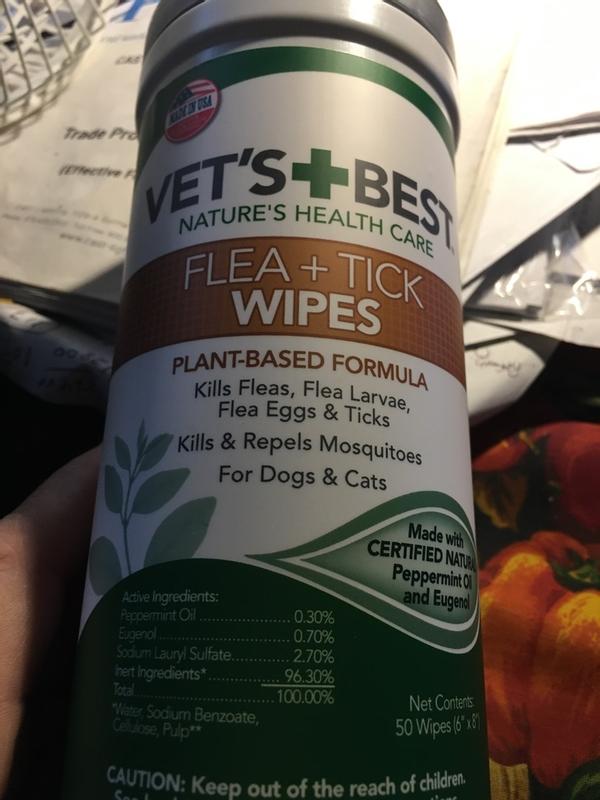 Trade Pro
(Effective
MADE IN USA
VET'S+BEST
NATURE'S HEALTH CARE
FLEA + TICK
WIPES
PLANT-BASED FORMULA
Kills Fleas, Flea Larvae,
Flea Eggs & Ticks
Kills & Repels Mosquitoes
For Dogs & Cats
Made with
CERTIFIED NATURA
Peppermint Oil
and Eugenol
Active Ingredients:
Peppermint Oil 0.30%
Eugenol 0.70%
Sodium Lauryl Sulfate 2.70%
Inert Ingredients* 96.30%
Total 100.00%
*Water, Sodium Benzoate,
Cellulose, Pulp**
Net Contents:
50 Wipes (6" x 8")
CAUTION: Keep out of the reach of children.